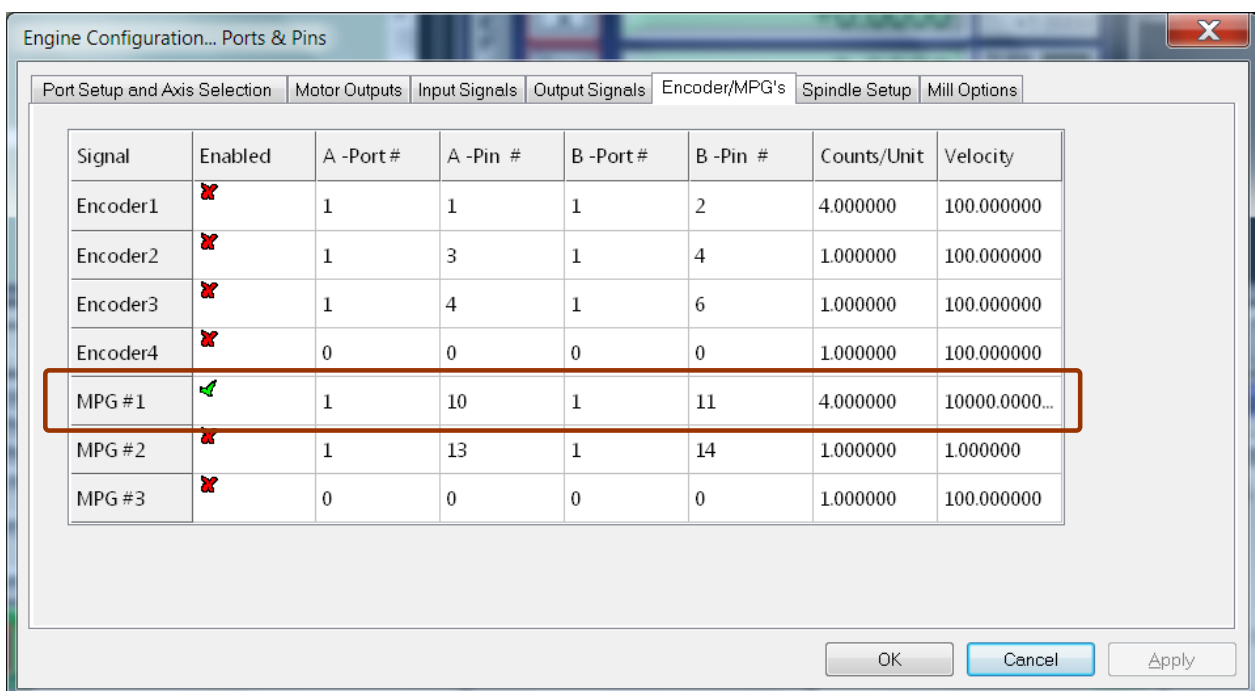 Engine Configuration... Ports & Pins
Port Setup and Axis Selection Motor Outputs Input Signals Output Signals Encoder/MPG's Spindle Setup Mill Options
Signal Enabled A -Port# A -Pin # B -Port# B -Pin # Counts/Unit Velocity
Encoder1 1 1 1 2 4.000000 100.000000
Encoder2 1 3 1 4 1.000000 100.000000
Encoder3 1 4 1 6 1.000000 100.000000
Encoder4 0 0 0 0 1.000000 100.000000
MPG #1 1 10 1 11 4.000000 10000.0000...
MPG #2 1 13 1 14 1.000000 1.000000
MPG #3 0 0 0 0 1.000000 100.000000
OK Cancel Apply